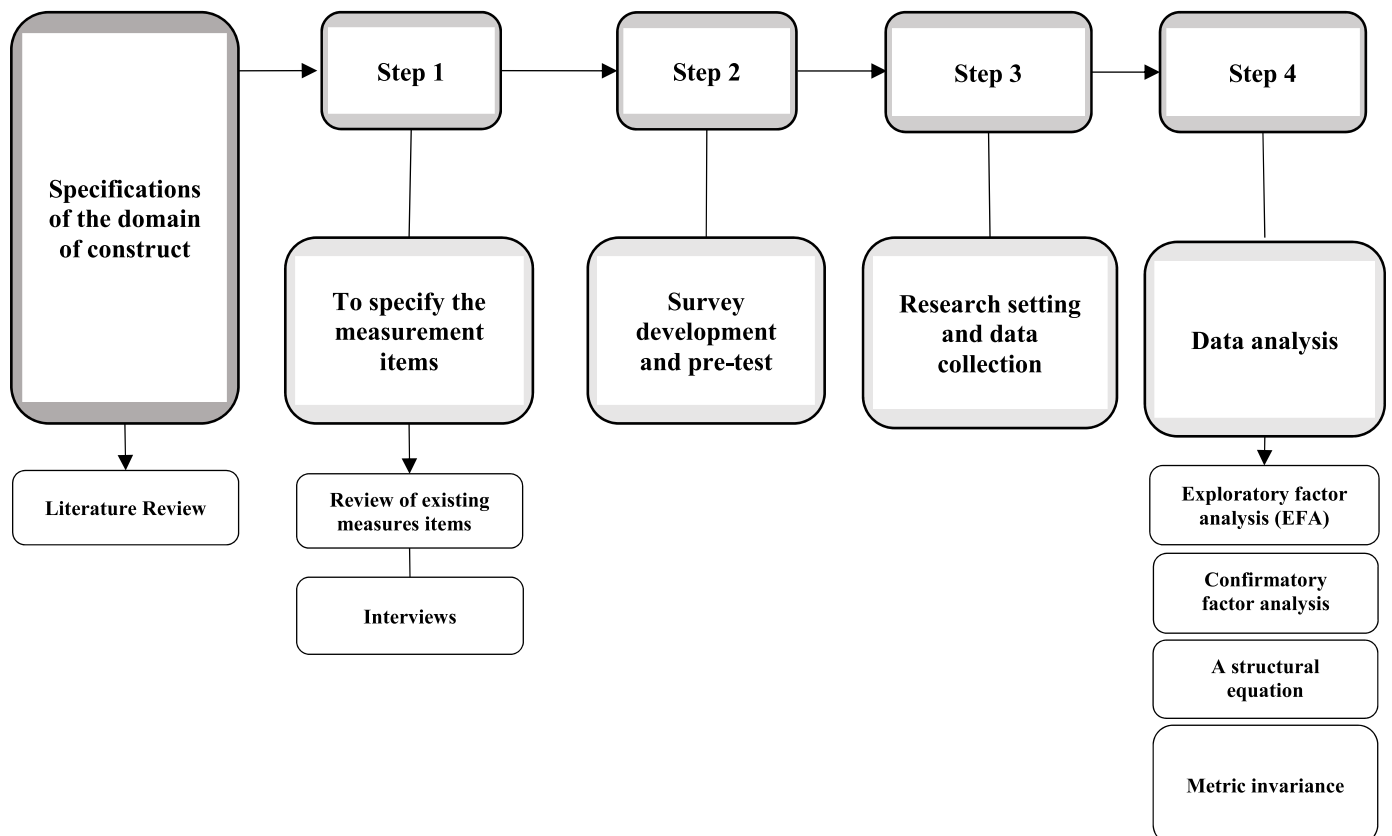 Specifications
of the domain
of construct
Step 1
Step 2
Step 3
Step 4
To specify the
measurement
items
Survey
development
and pre-test
Research setting
and data
collection
Data analysis
Literature Review
Review of existing
measures items
Interviews
Exploratory factor
analysis (EFA)
Confirmatory
factor analysis
A structural
equation
Metric invariance